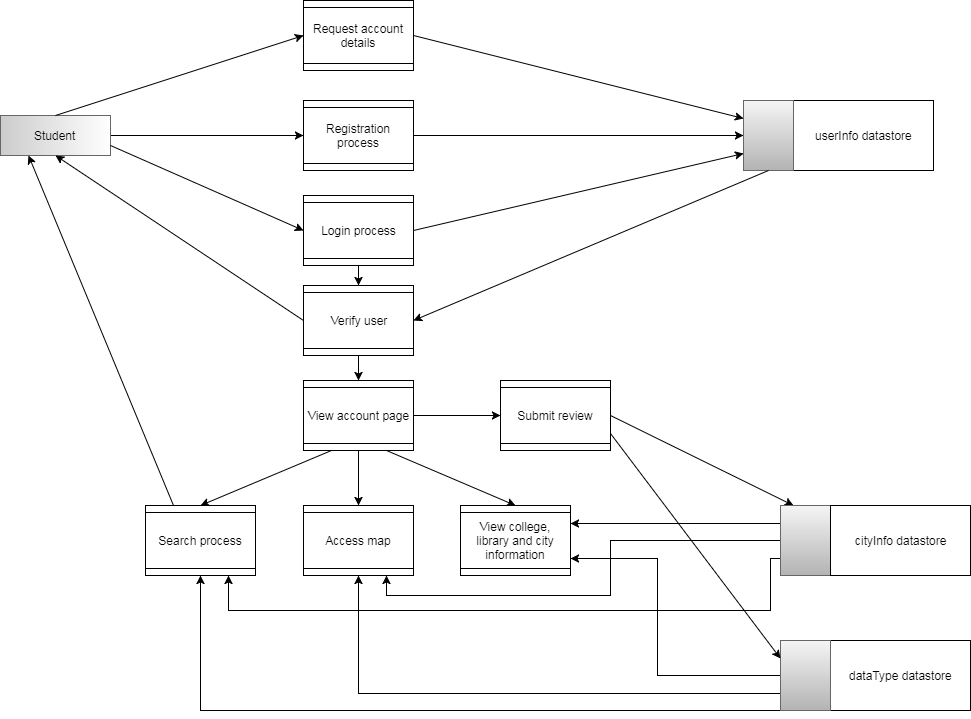 Request account
details
Student
Registration
process
userInfo datastore
Login process
Verify user
View account page
Submit review
Search process
Access map
View college,
library and city
information
cityInfo datastore
dataType datastore